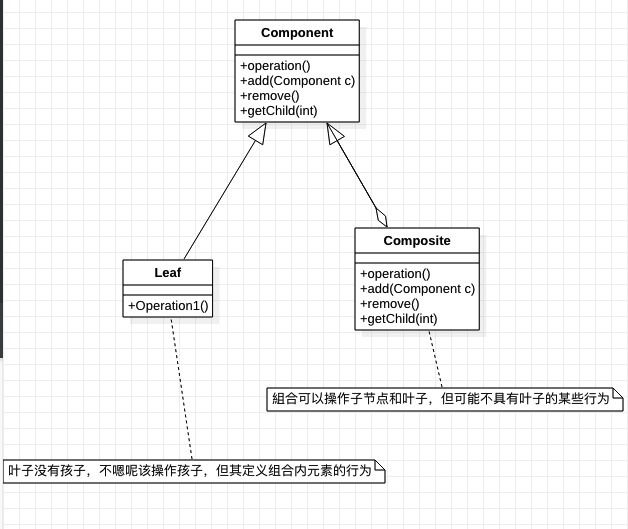 Component
+operation()
+add(Component c)
+remove()
+getChild(int)
Composite
+operation()
+add(Component c)
+remove()
+getChild(int)
Leaf
+Operation1()
組合可以操作子节点和叶子，但可能不具有叶子的某些行为
叶子没有孩子，不嗯呢该操作孩子，但其定义组合内元素的行为